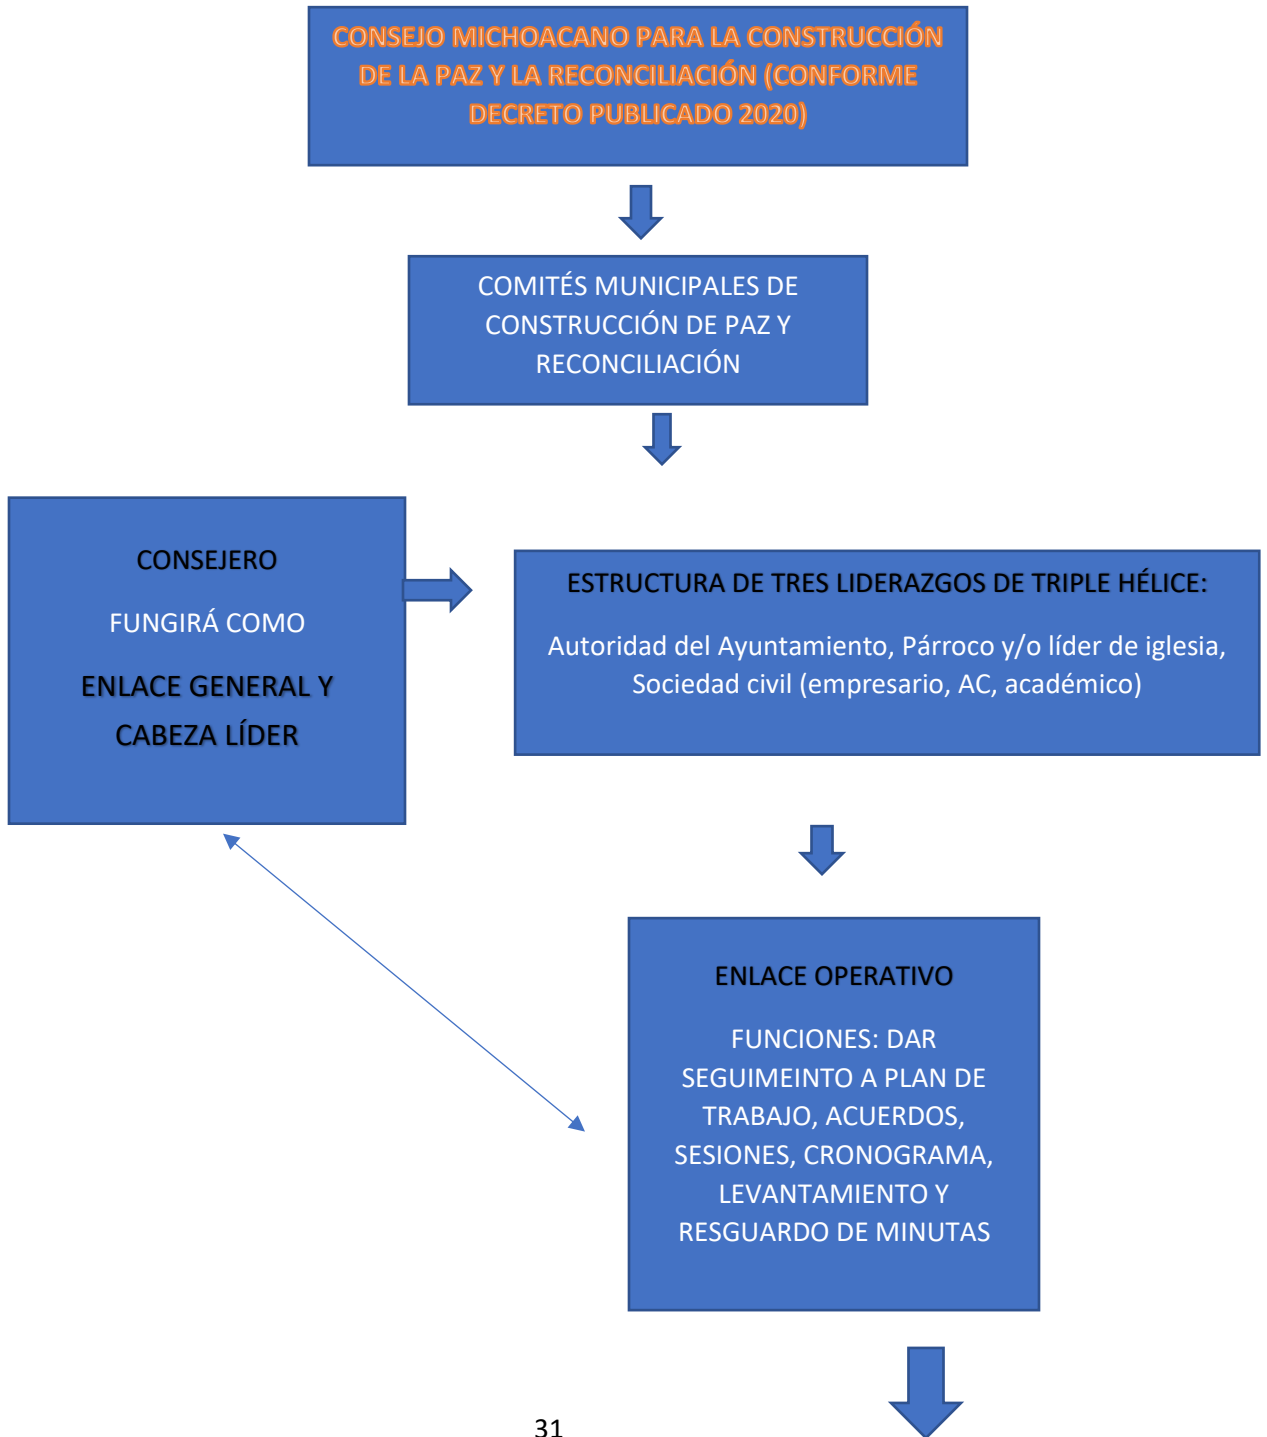 CONSEJO MICHOACANO PARA LA CONSTRUCCIÓN
DE LA PAZ Y LA RECONCILIACIÓN (CONFORME
DECRETO PUBLICADO 2020)
COMITÉS MUNICIPALES DE
CONSTRUCCIÓN DE PAZ Y
RECONCILIACIÓN
CONSEJERO
FUNGIRÁ COMO
ENLACE GENERAL Y
CABEZA LÍDER
ESTRUCTURA DE TRES LIDERAZGOS DE TRIPLE HÉLICE:
Autoridad del Ayuntamiento, Párroco y/o líder de iglesia,
Sociedad civil (empresario, AC, académico)
ENLACE OPERATIVO
FUNCIONES: DAR
SEGUIMEINTO A PLAN DE
TRABAJO, ACUERDOS,
SESIONES, CRONOGRAMA,
LEVANTAMIENTO Y
RESGUARDO DE MINUTAS
31